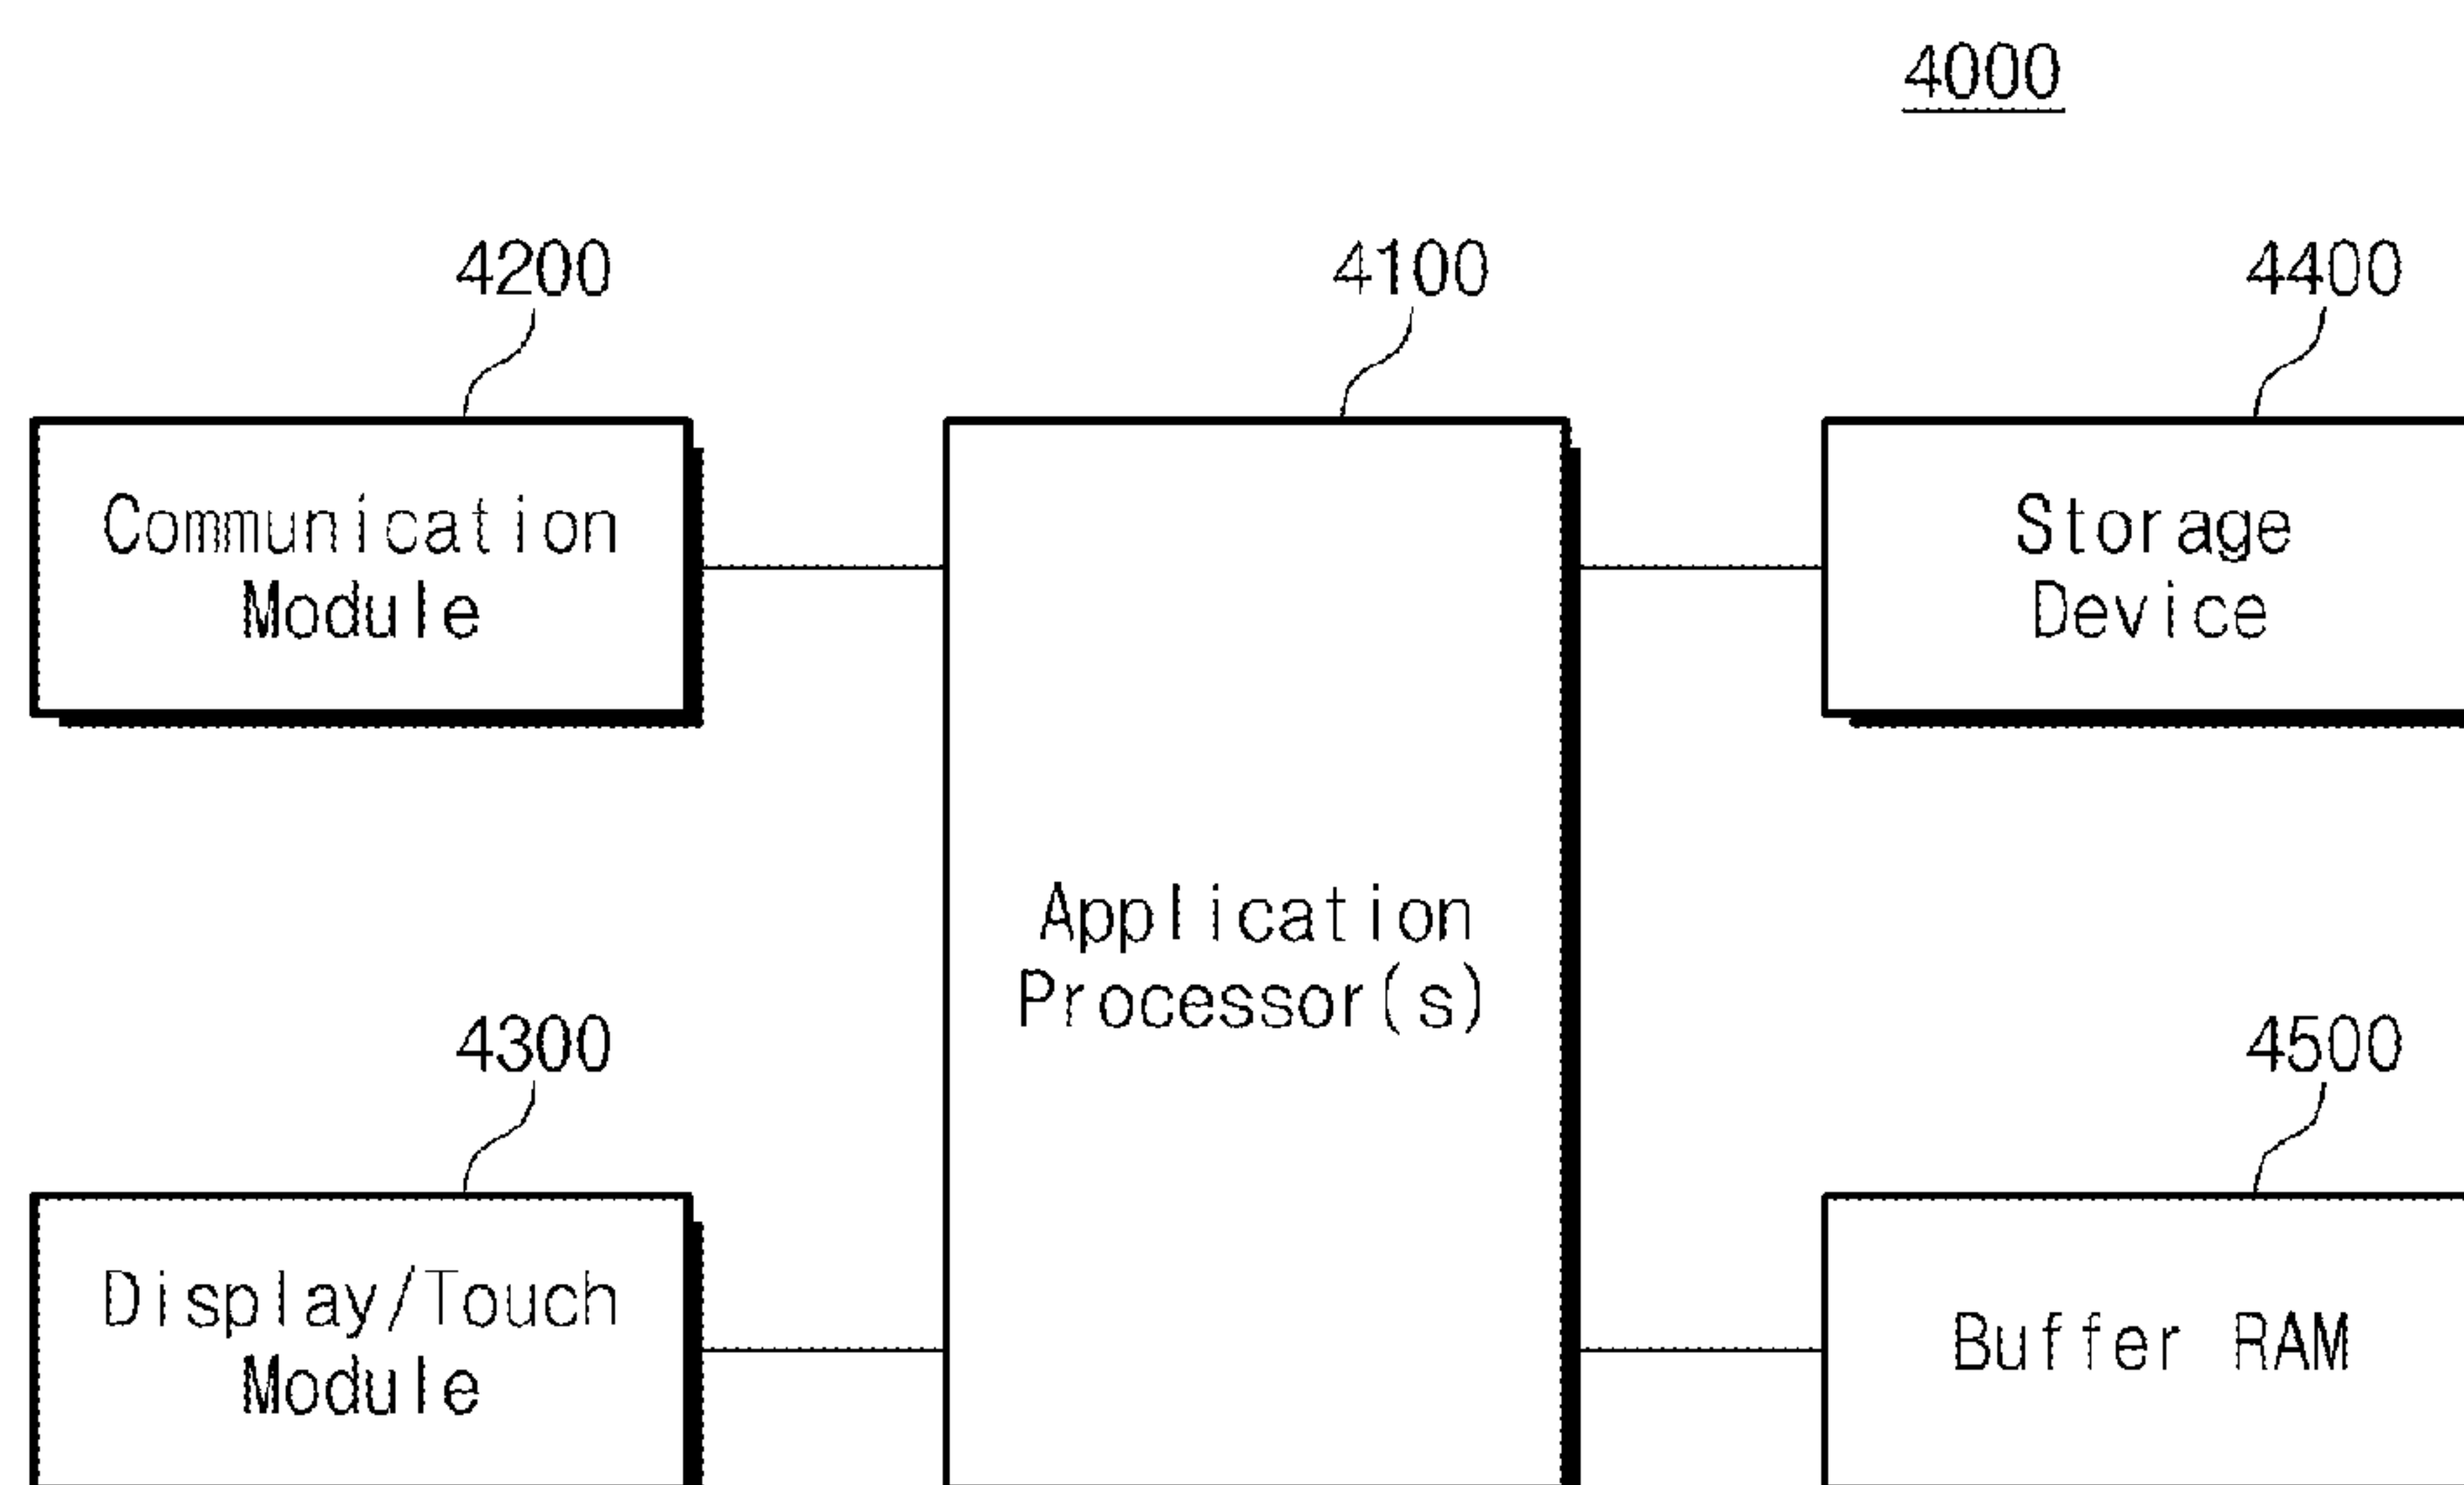 4000
4200
4100
4400
Communication
Module
Storage
Device
Application
Processor(s)
4300
4500
Display/Touch
Module
Buffer RAM